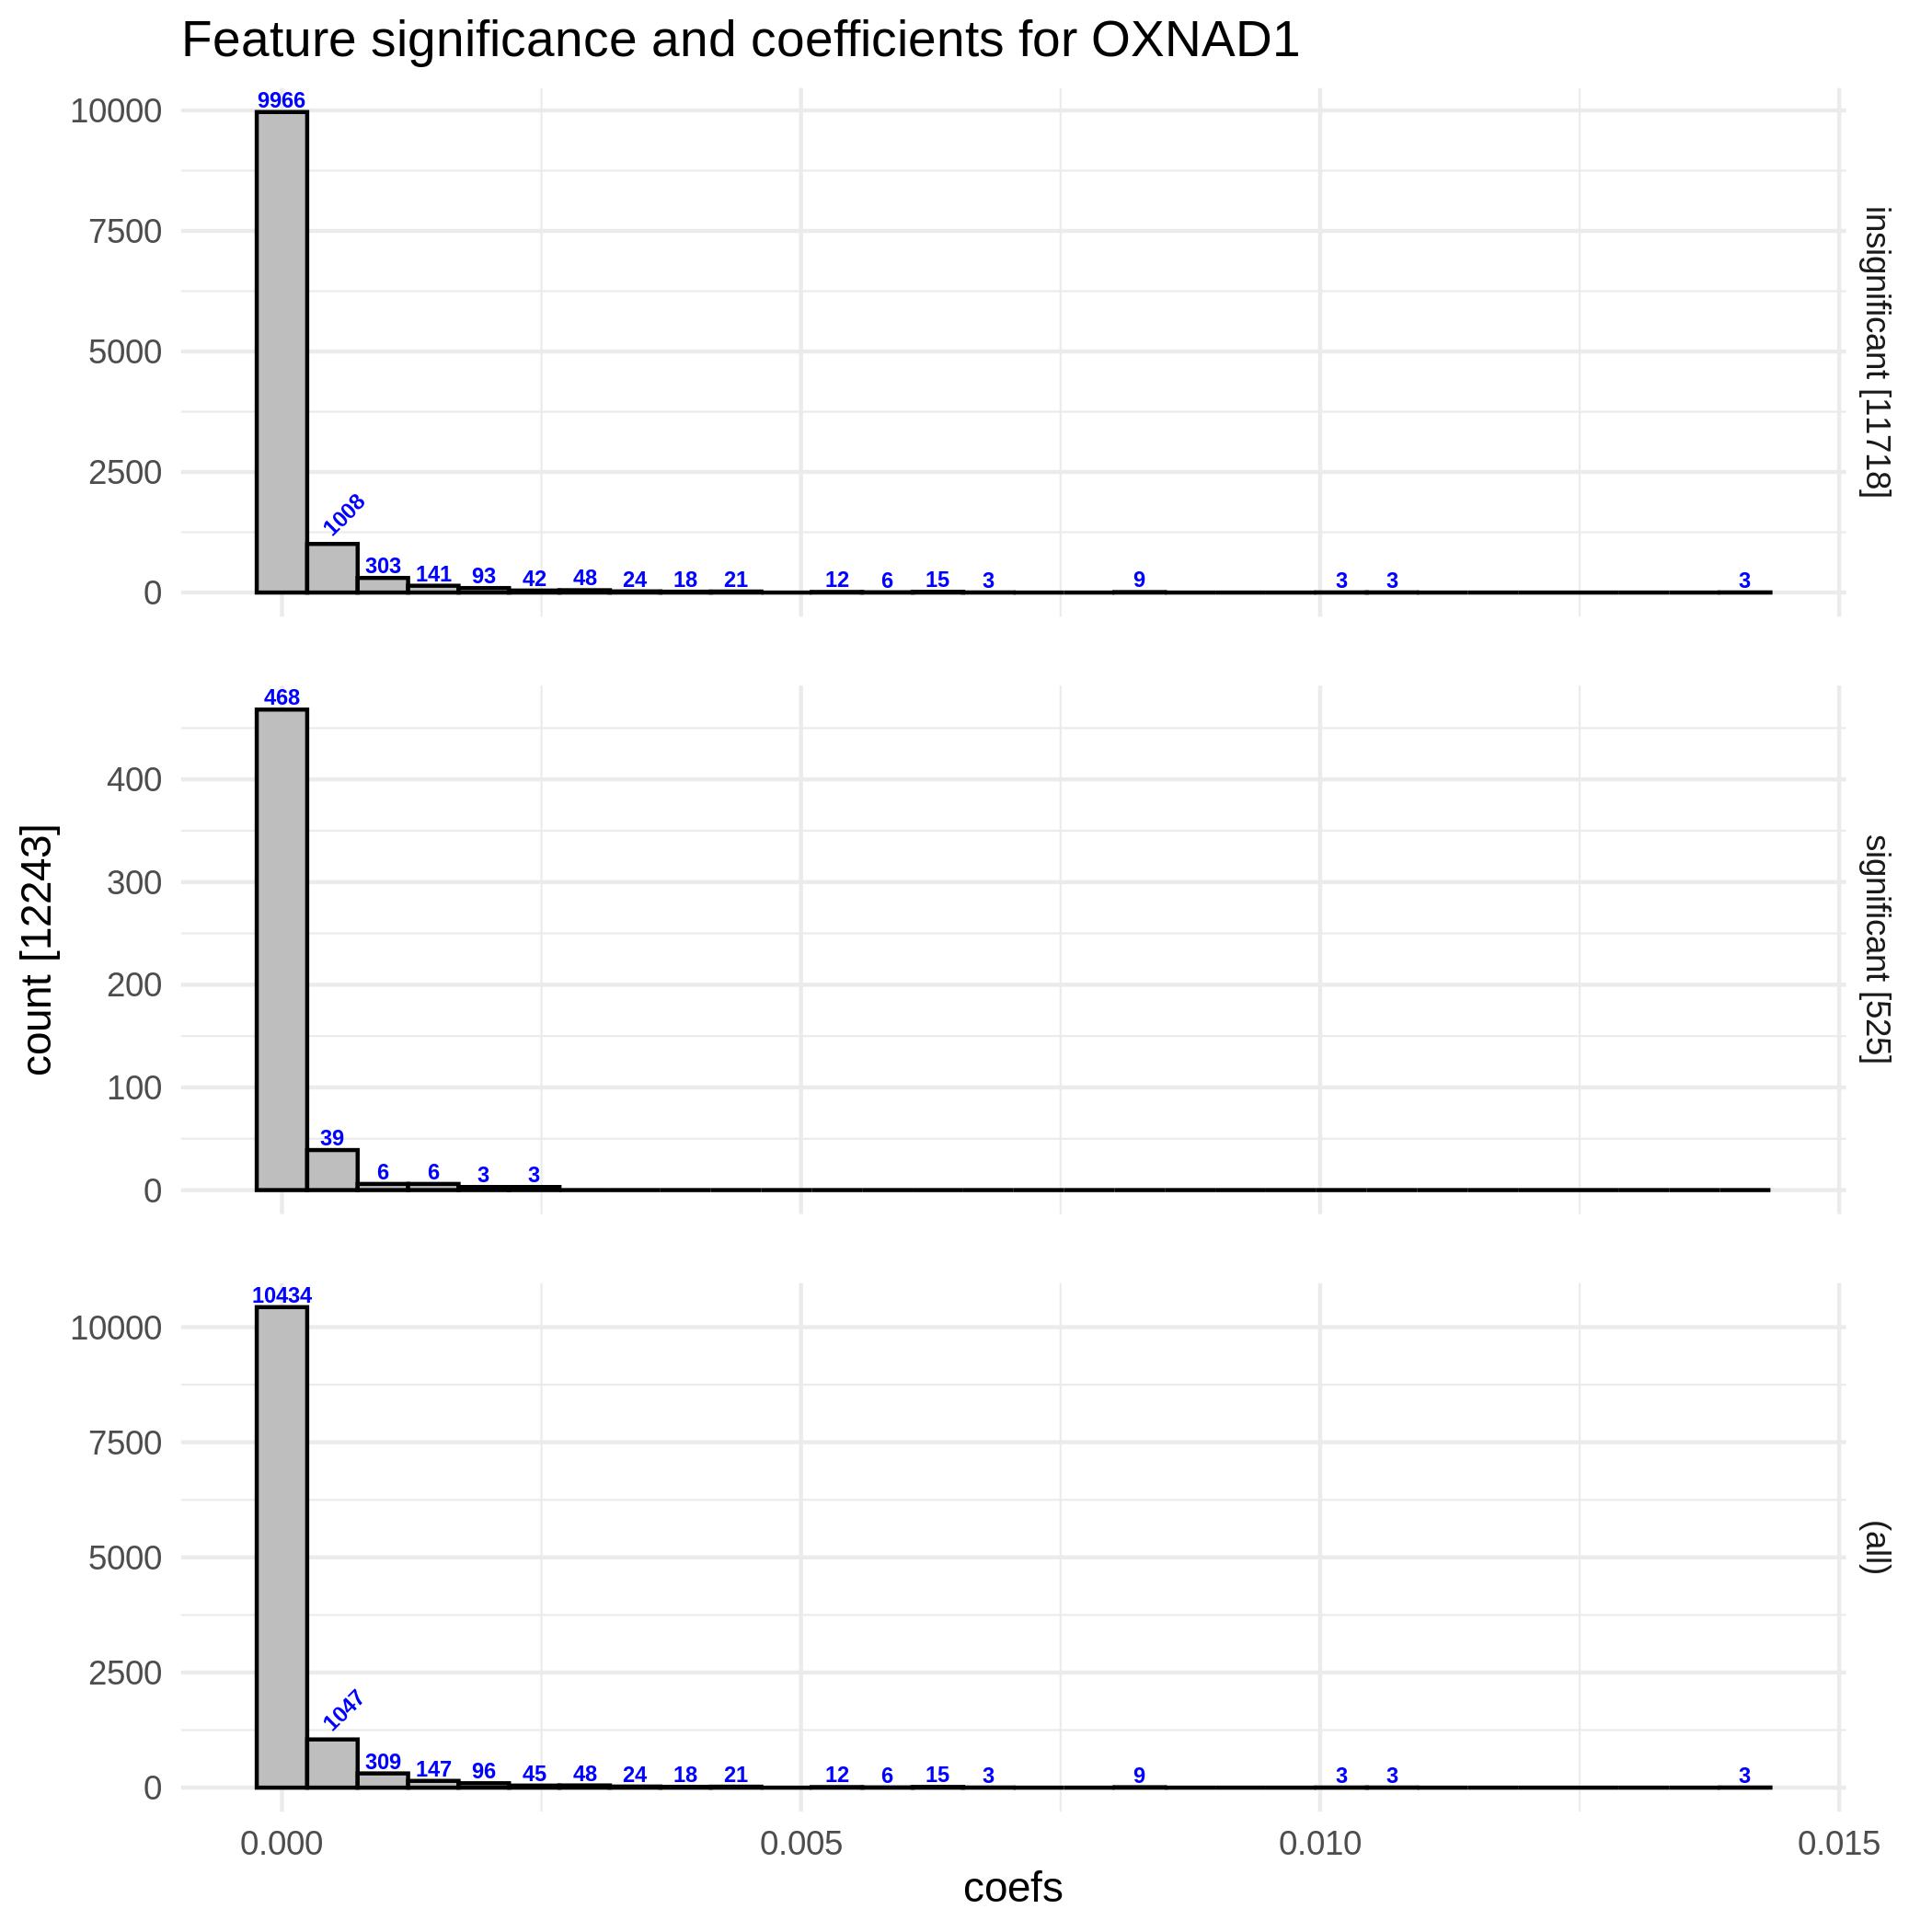 Feature significance and coefficients for OXNAD1
10000
7500
5000
2500
0
9966
1008
303 141 93 42 48 24 18 21 12 6 15 3 9 3 3 3
insignificant [11718]
count [12243]
400
300
200
100
0
468
39
6 6 3 3
significant [525]
10000
7500
5000
2500
0
10434
1047
309 147 96 45 48 24 18 21 12 6 15 3 9 3 3 3
(all)
0.000 0.005 0.010 0.015
coefs